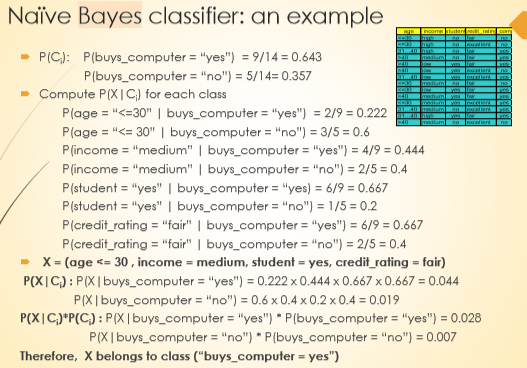 Naïve Bayes classifier: an example
age income student credit_rating com
<=30 high no fair no
<=30 high no excellent no
31…40 high no fair yes
>40 medium no fair yes
>40 low yes fair yes
>40 low yes excellent no
31…40 low yes excellent yes
<=30 medium no fair no
<=30 low yes fair yes
>40 medium yes fair yes
<=30 medium yes excellent yes
31…40 medium no excellent yes
31…40 high yes fair yes
>40 medium no excellent no
P(Ci): P(buys_computer = “yes”) = 9/14 = 0.643
P(buys_computer = “no”) = 5/14= 0.357
Compute P(X|Ci) for each class
P(age = “<=30” | buys_computer = “yes”) = 2/9 = 0.222
P(age = “<= 30” | buys_computer = “no”) = 3/5 = 0.6
P(income = “medium” | buys_computer = “yes”) = 4/9 = 0.444
P(income = “medium” | buys_computer = “no”) = 2/5 = 0.4
P(student = “yes” | buys_computer = “yes) = 6/9 = 0.667
P(student = “yes” | buys_computer = “no”) = 1/5 = 0.2
P(credit_rating = “fair” | buys_computer = “yes”) = 6/9 = 0.667
P(credit_rating = “fair” | buys_computer = “no”) = 2/5 = 0.4
X = (age <= 30 , income = medium, student = yes, credit_rating = fair)
P(X|Ci) : P(X|buys_computer = “yes”) = 0.222 x 0.444 x 0.667 x 0.667 = 0.044
P(X|buys_computer = “no”) = 0.6 x 0.4 x 0.2 x 0.4 = 0.019
P(X|Ci)*P(Ci) : P(X|buys_computer = “yes”) * P(buys_computer = “yes”) = 0.028
P(X|buys_computer = “no”) * P(buys_computer = “no”) = 0.007
Therefore, X belongs to class (“buys_computer = yes”)